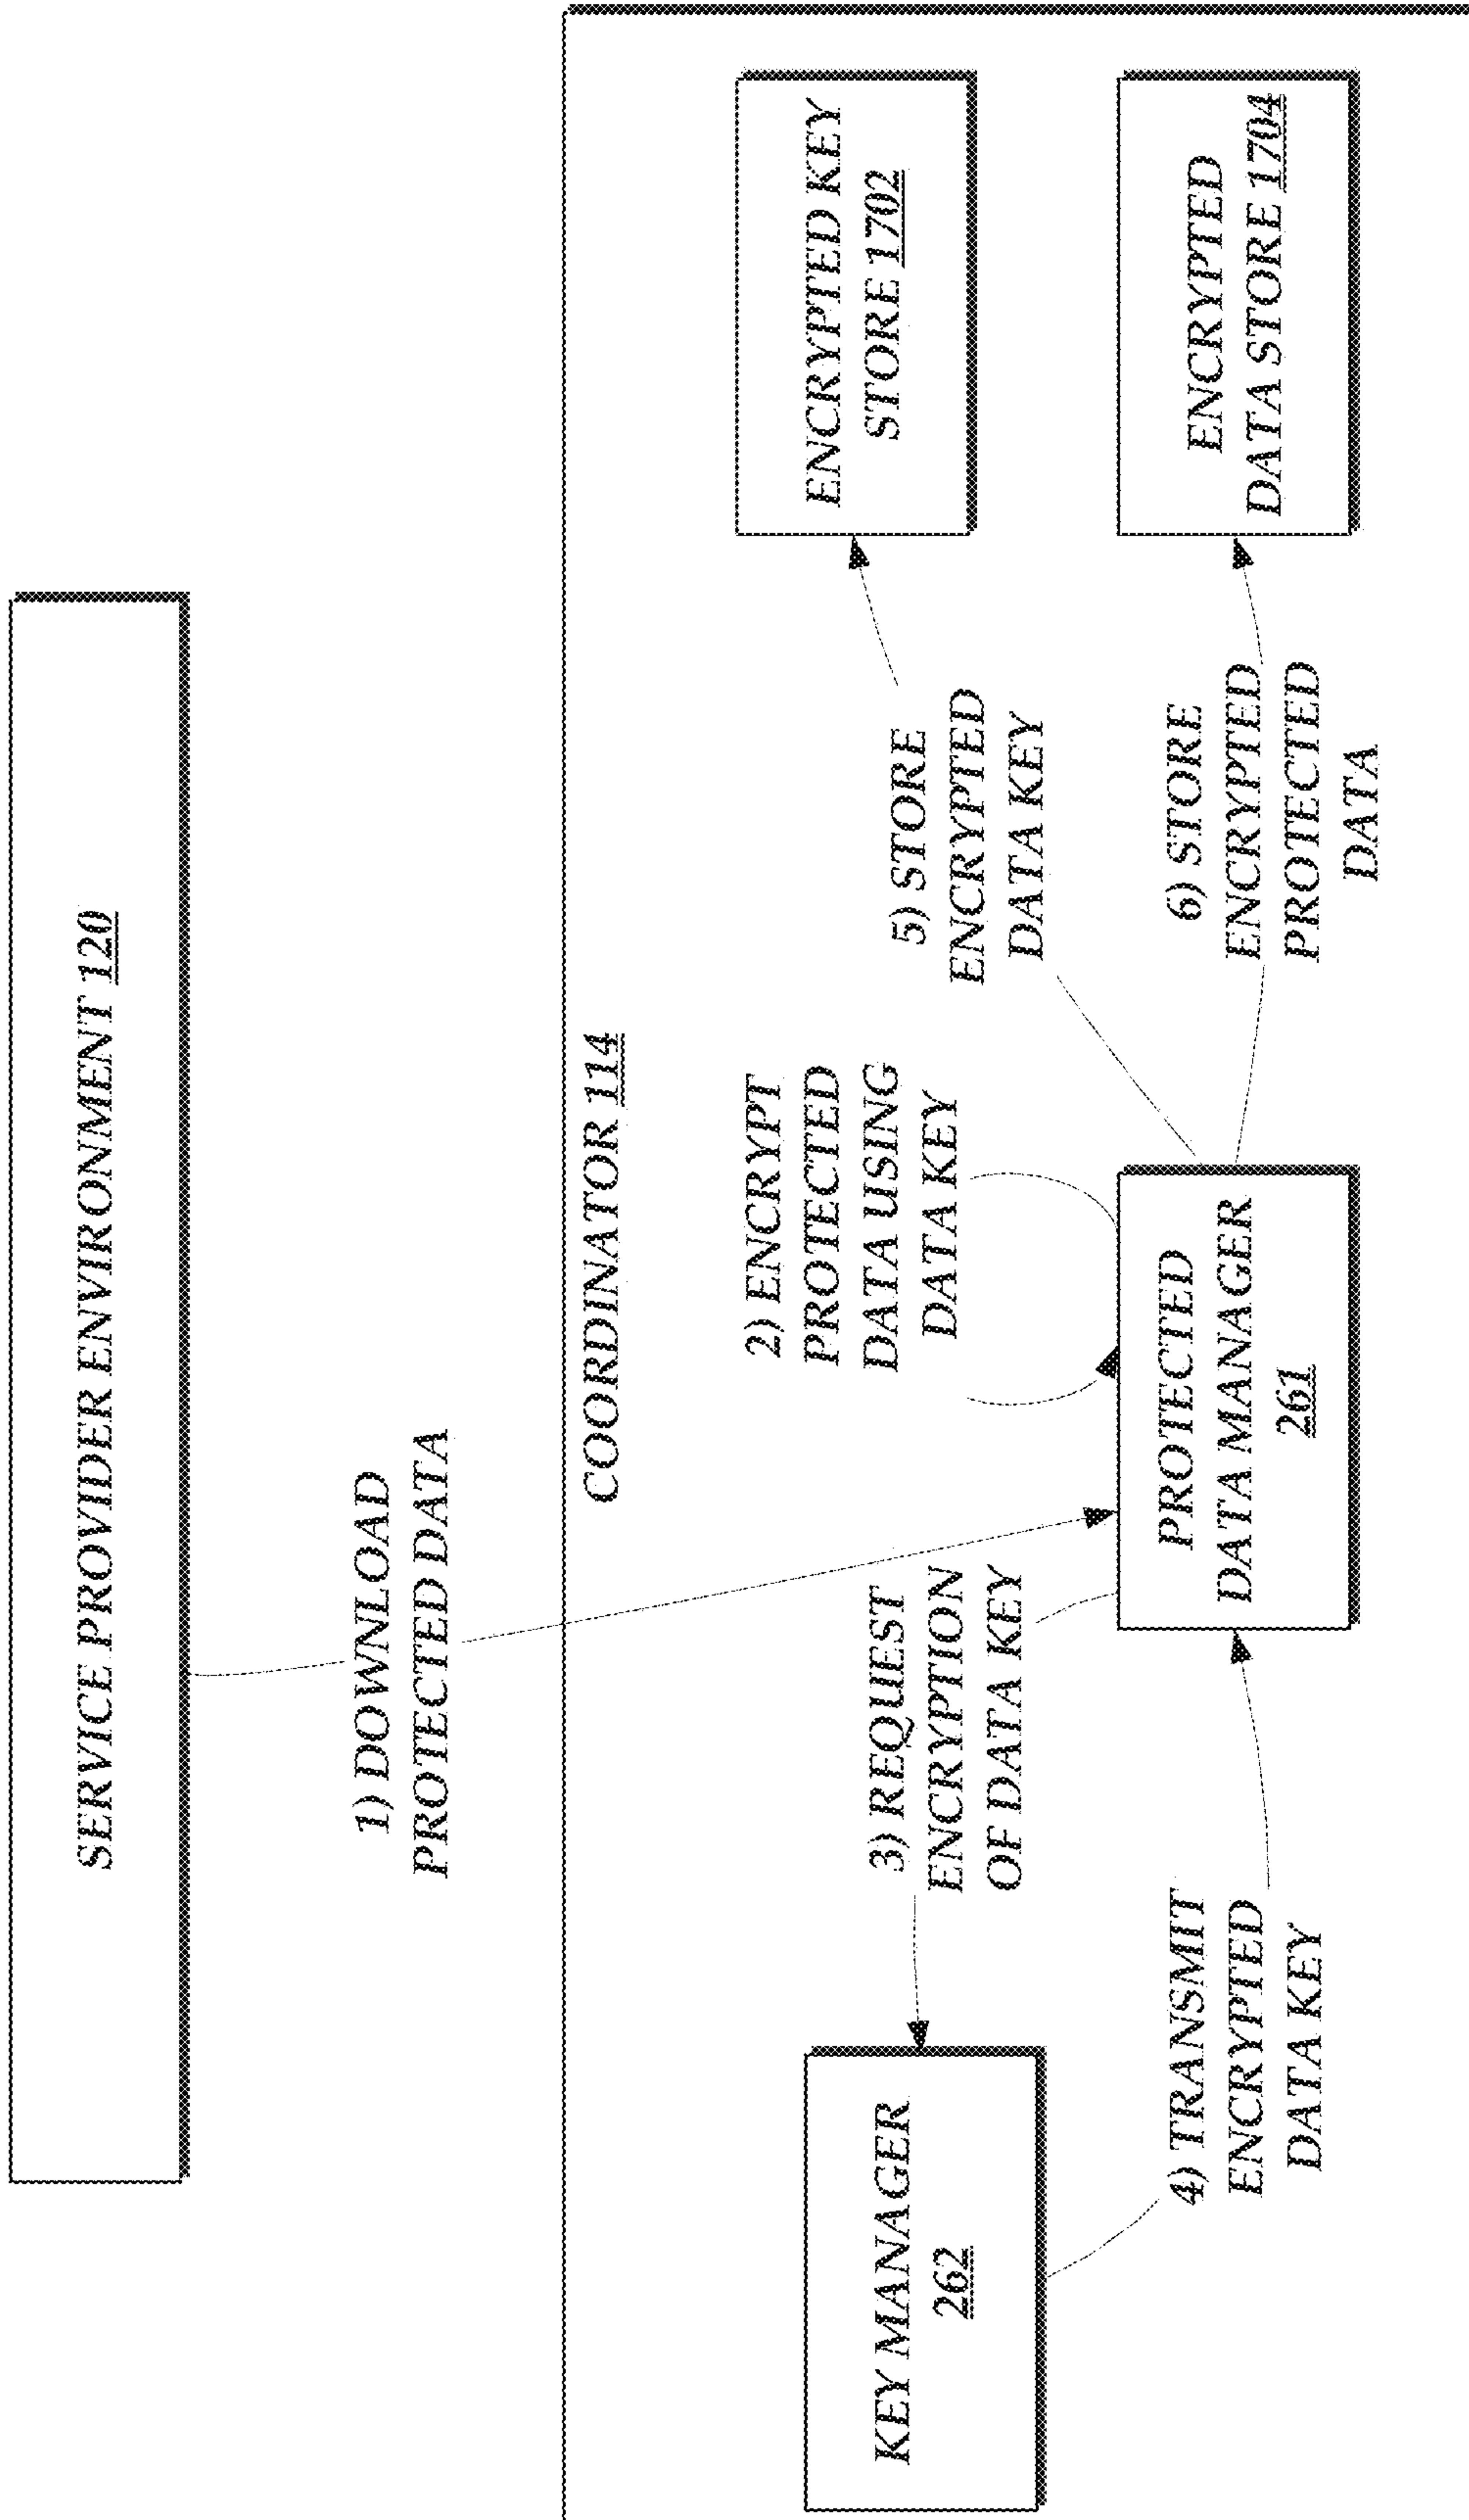 SERVICE PROVIDER ENVIRONMENT 120
1) DOWNLOAD
PROTECTED DATA
COORDINATOR 114
KEY MANAGER
262
3) REQUEST
ENCRYPTION
OF DATA KEY
4) TRANSMIT
ENCRYPTED
DATA KEY
2) ENCRYPT
PROTECTED
DATA USING
DATA KEY
PROTECTED
DATA MANAGER
261
5) STORE
ENCRYPTED
DATA KEY
6) STORE
ENCRYPTED
PROTECTED
DATA
ENCRYPTED KEY
STORE 1702
ENCRYPTED
DATA STORE 1704